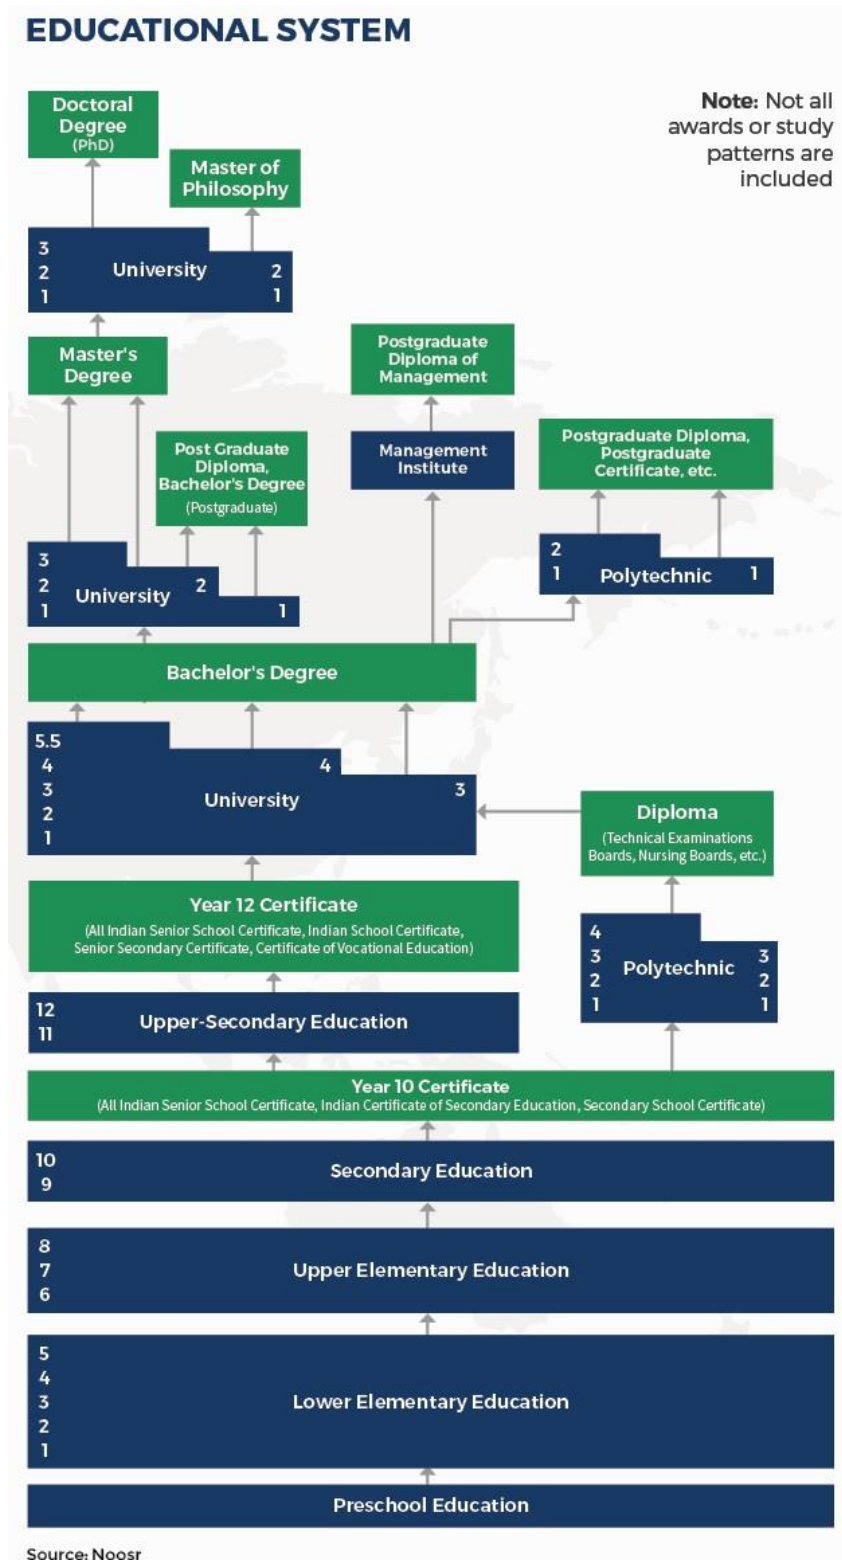 EDUCATIONAL SYSTEM
Note: Not all
awards or study
patterns are
included
Doctoral
Degree
(PhD)
Master of
Philosophy
3
2
1
University
2
1
Master's
Degree
Postgraduate
Diploma of
Management
Post Graduate
Diploma,
Bachelor's Degree
(Postgraduate)
Management
Institute
Postgraduate Diploma,
Postgraduate
Certificate, etc.
3
2
1
University
2
1
2
1
Polytechnic
1
Bachelor's Degree
5.5
4
3
2
1
University
4
3
Diploma
(Technical Examinations
Boards, Nursing Boards, etc.)
Year 12 Certificate
(All Indian Senior School Certificate, Indian School Certificate,
Senior Secondary Certificate, Certificate of Vocational Education)
4
3
2
1
Polytechnic
3
2
1
12
11
Upper-Secondary Education
Year 10 Certificate
(All Indian Senior School Certificate, Indian Certificate of Secondary Education, Secondary School Certificate)
10
9
Secondary Education
8
7
6
Upper Elementary Education
5
4
3
2
1
Lower Elementary Education
Preschool Education
Source: Noosr